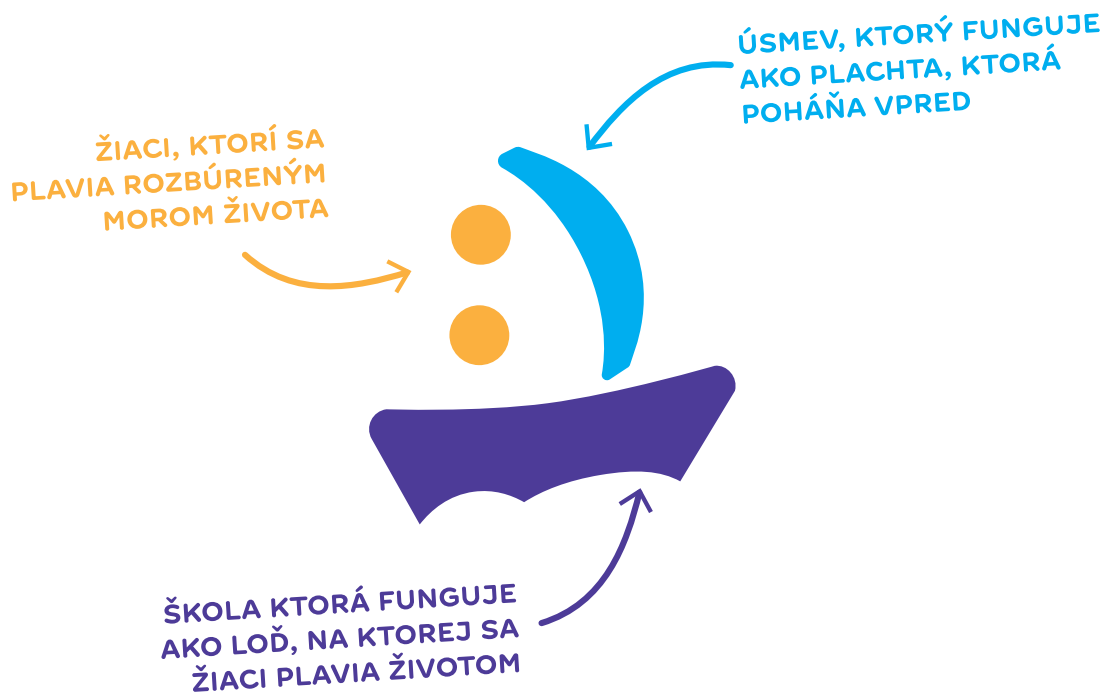 ÚSMEV, KTORÝ FUNGUJE
AKO PLACHTA, KTORÁ
POHÁŇA VPRED
ŽIACI, KTORÍ SA
PLAVIA ROZBÚRENÝM
MOROM ŽIVOTA
ŠKOLA KTORÁ FUNGUJE
AKO LOĎ, NA KTOREJ SA
ŽIACI PLAVIA ŽIVOTOM